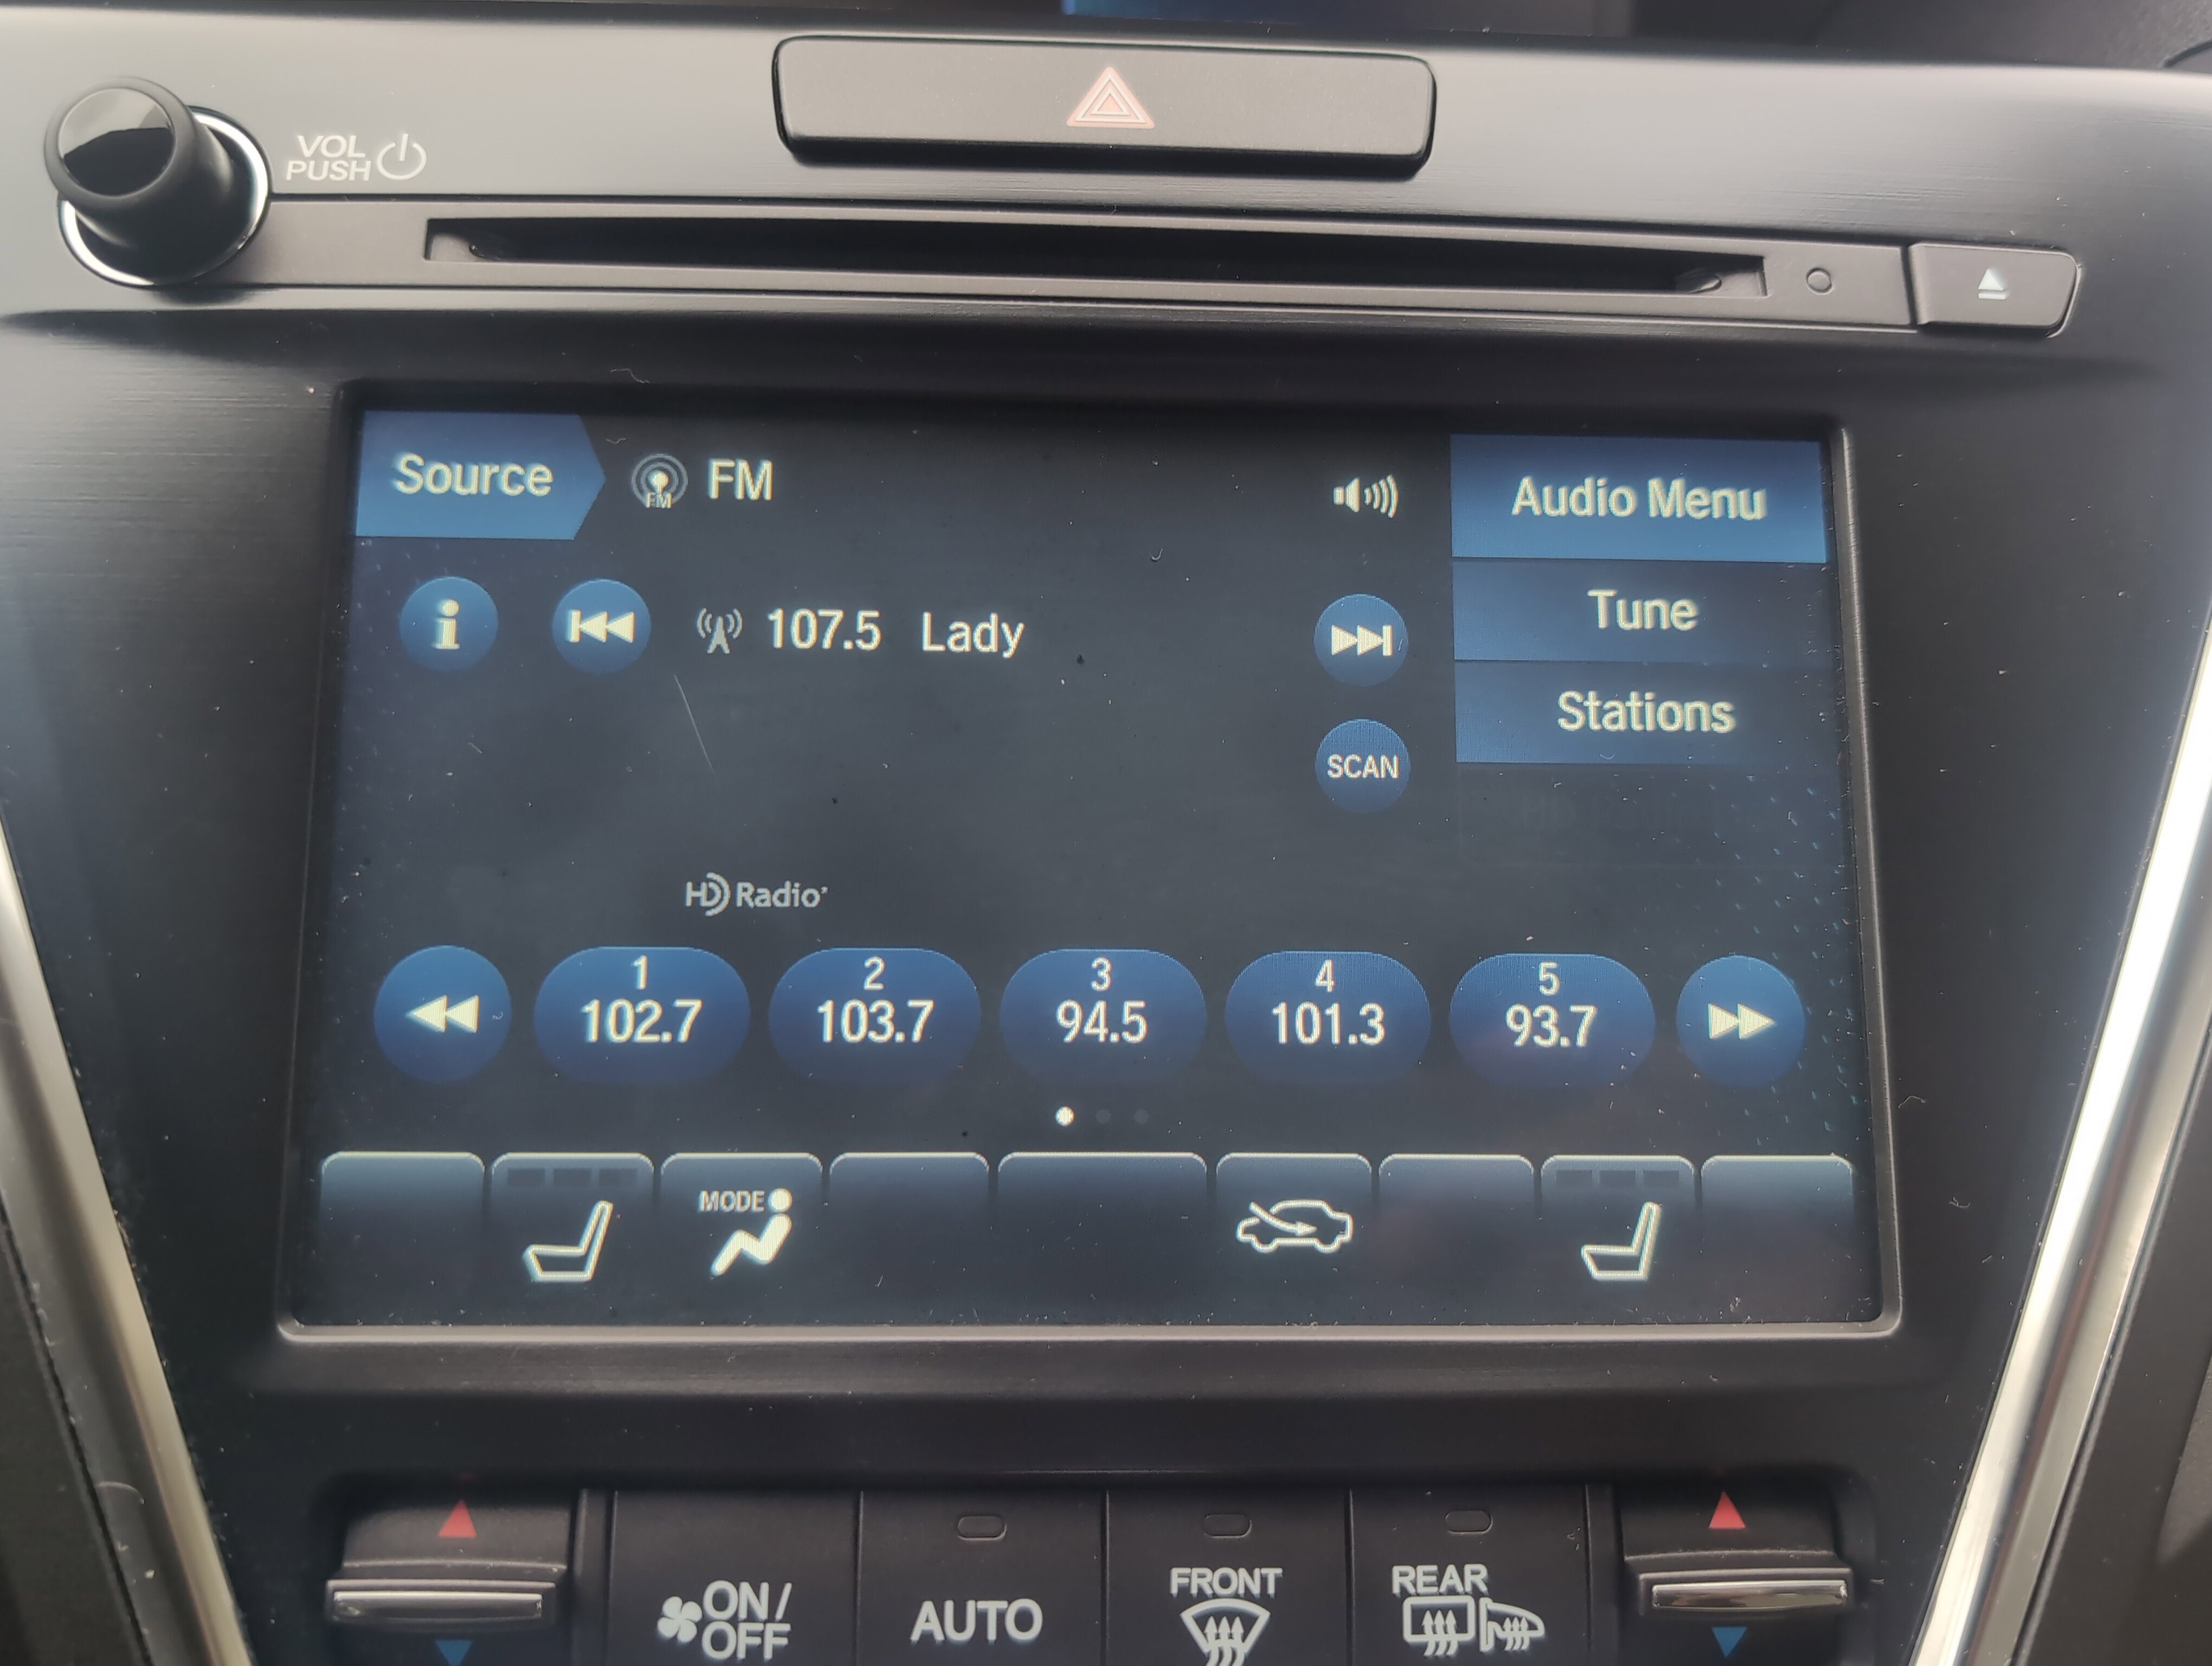 VOL
PUSH
Source
FM
FM
Audio Menu
107.5 Lady
Tune
Stations
SCAN
HD Radio
1
102.7
2
103.7
3
94.5
4
101.3
5
93.7
MODE
ON/
OFF
AUTO
FRONT
REAR